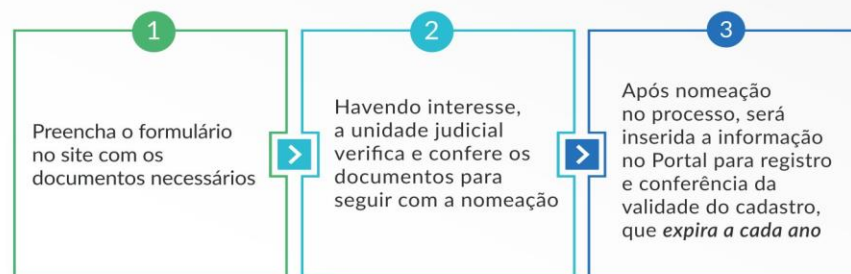 1
Preencha o formulário
no site com os
documentos necessários
2
Havendo interesse,
a unidade judicial
verifica e confere os
documentos para
seguir com a nomeação
3
Após nomeação
no processo, será
inserida a informação
no Portal para registro
e conferência da
validade do cadastro,
que expira a cada ano